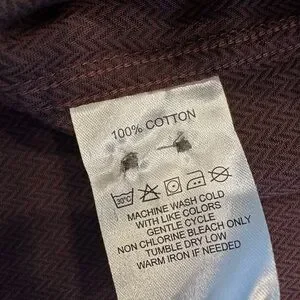 100% COTTON
30°C
MACHINE WASH COLD
WITH LIKE COLORS
GENTLE CYCLE
NON CHLORINE BLEACH ONLY
TUMBLE DRY LOW
WARM IRON IF NEEDED